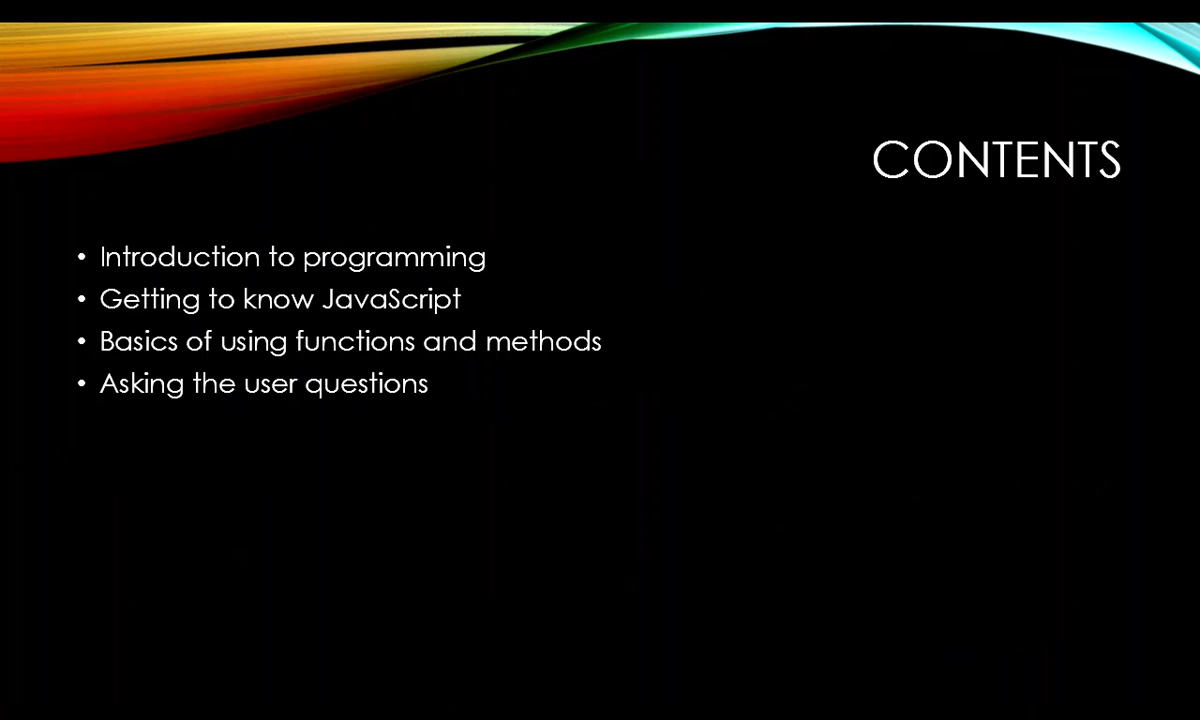 CONTENTS
• Introduction to programming
• Getting to know JavaScript
• Basics of using functions and methods
• Asking the user questions